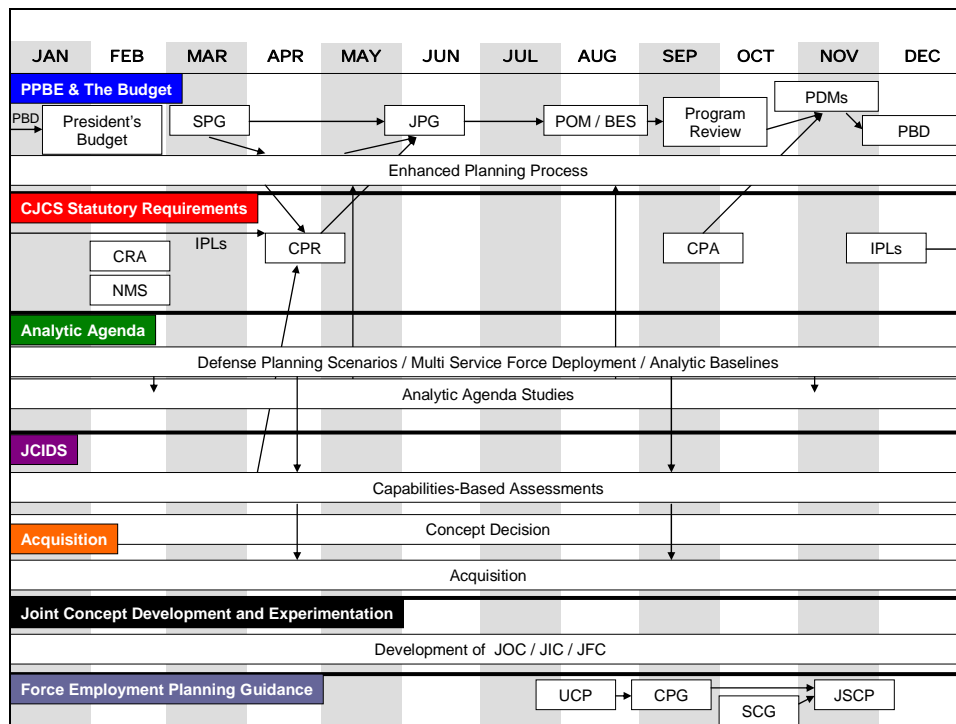 JAN FEB MAR APR MAY JUN JUL AUG SEP OCT NOV DEC
PPBE & The Budget
PBD
President's
Budget
SPG
JPG
POM / BES
Program
Review
PDMs
PBD
Enhanced Planning Process
CJCS Statutory Requirements
IPLs
CRA
NMS
CPR
CPA
IPLs
Analytic Agenda
Defense Planning Scenarios / Multi Service Force Deployment / Analytic Baselines
Analytic Agenda Studies
JCIDS
Capabilities-Based Assessments
Concept Decision
Acquisition
Acquisition
Joint Concept Development and Experimentation
Development of JOC / JIC / JFC
Force Employment Planning Guidance
UCP
CPG
SCG
JSCP